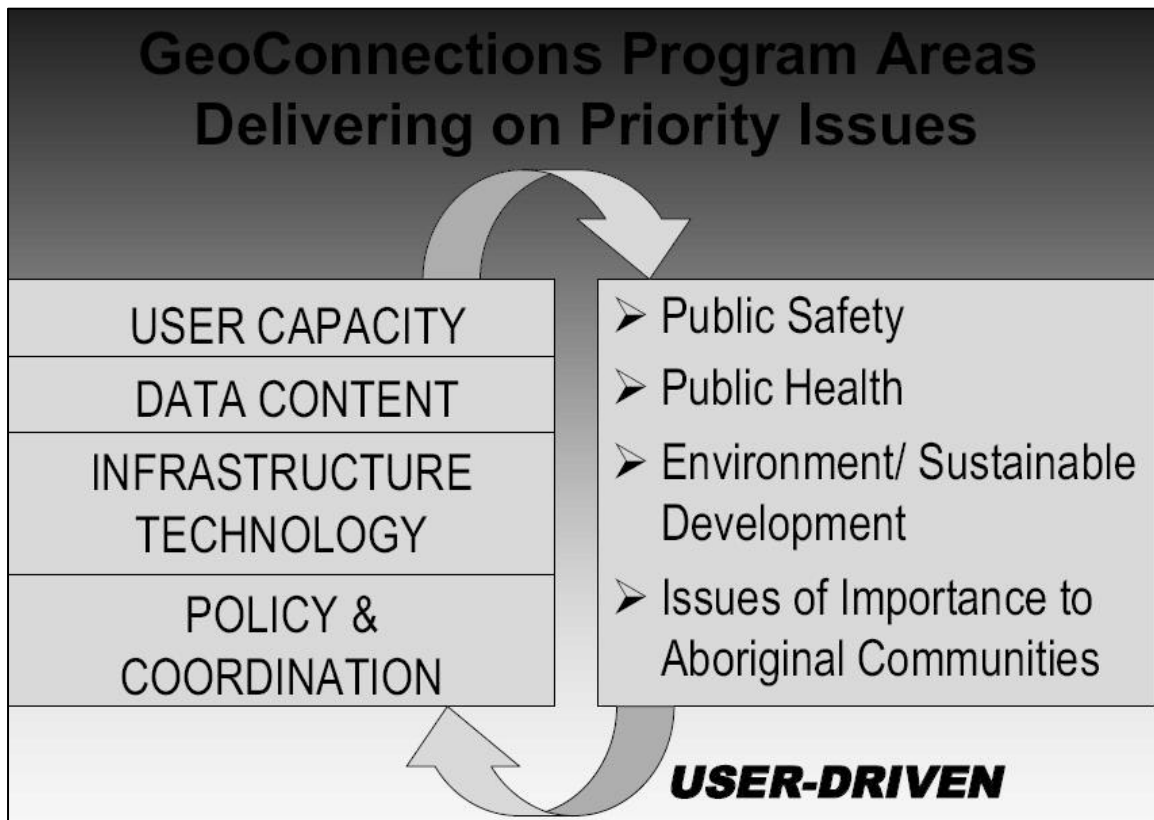 GeoConnections Program Areas
Delivering on Priority Issues
USER CAPACITY
DATA CONTENT
INFRASTRUCTURE
TECHNOLOGY
POLICY &
COORDINATION
Public Safety
Public Health
Environment/ Sustainable
Development
Issues of Importance to
Aboriginal Communities
USER-DRIVEN